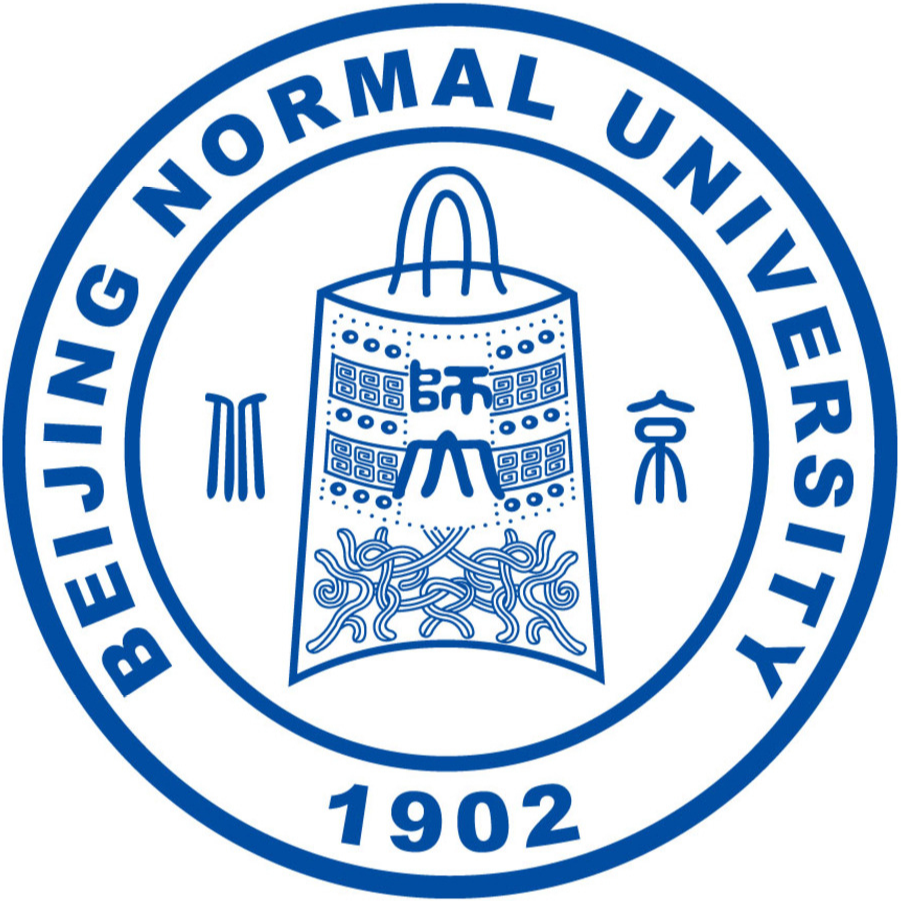 BEIJING NORMAL UNIVERSITY
北 師大 京
1902